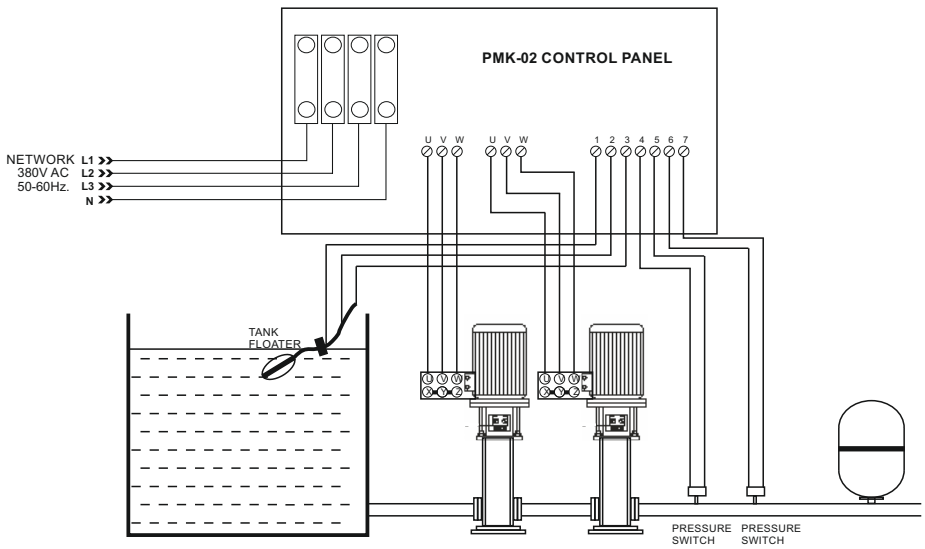 PMK-02 CONTROL PANEL
U V W U V W 1 2 3 4 5 6 7
NETWORK L1
380V AC L2
50-60Hz. L3
N
TANK
FLOATER
U V W U V W
X Y Z X Y Z
PRESSURE PRESSURE
SWITCH SWITCH